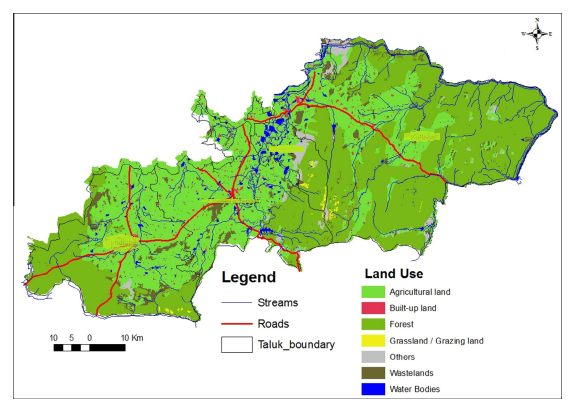 N
W E
S
Legend
Streams
Roads
Taluk_boundary
10 5 0 10 Km
Land Use
Agricultural land
Built-up land
Forest
Grassland / Grazing land
Others
Wastelands
Water Bodies